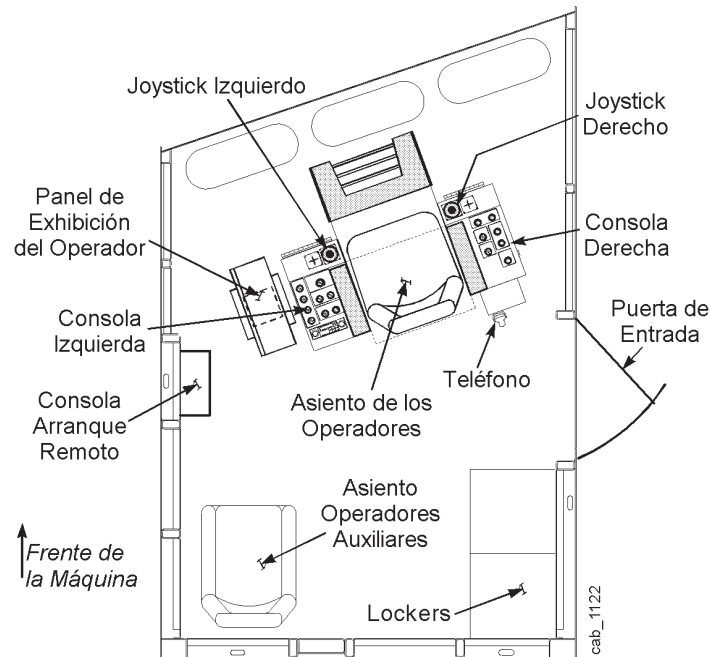 Joystick Izquierdo
Joystick
Derecho
Panel de
Exhibición
del Operador
Consola
Derecha
Consola
Izquierda
Puerta de
Entrada
Teléfono
Consola
Arranque
Remoto
Asiento de los
Operadores
Asiento
Operadores
Auxiliares
Frente de
la Máquina
Lockers
cab_1122